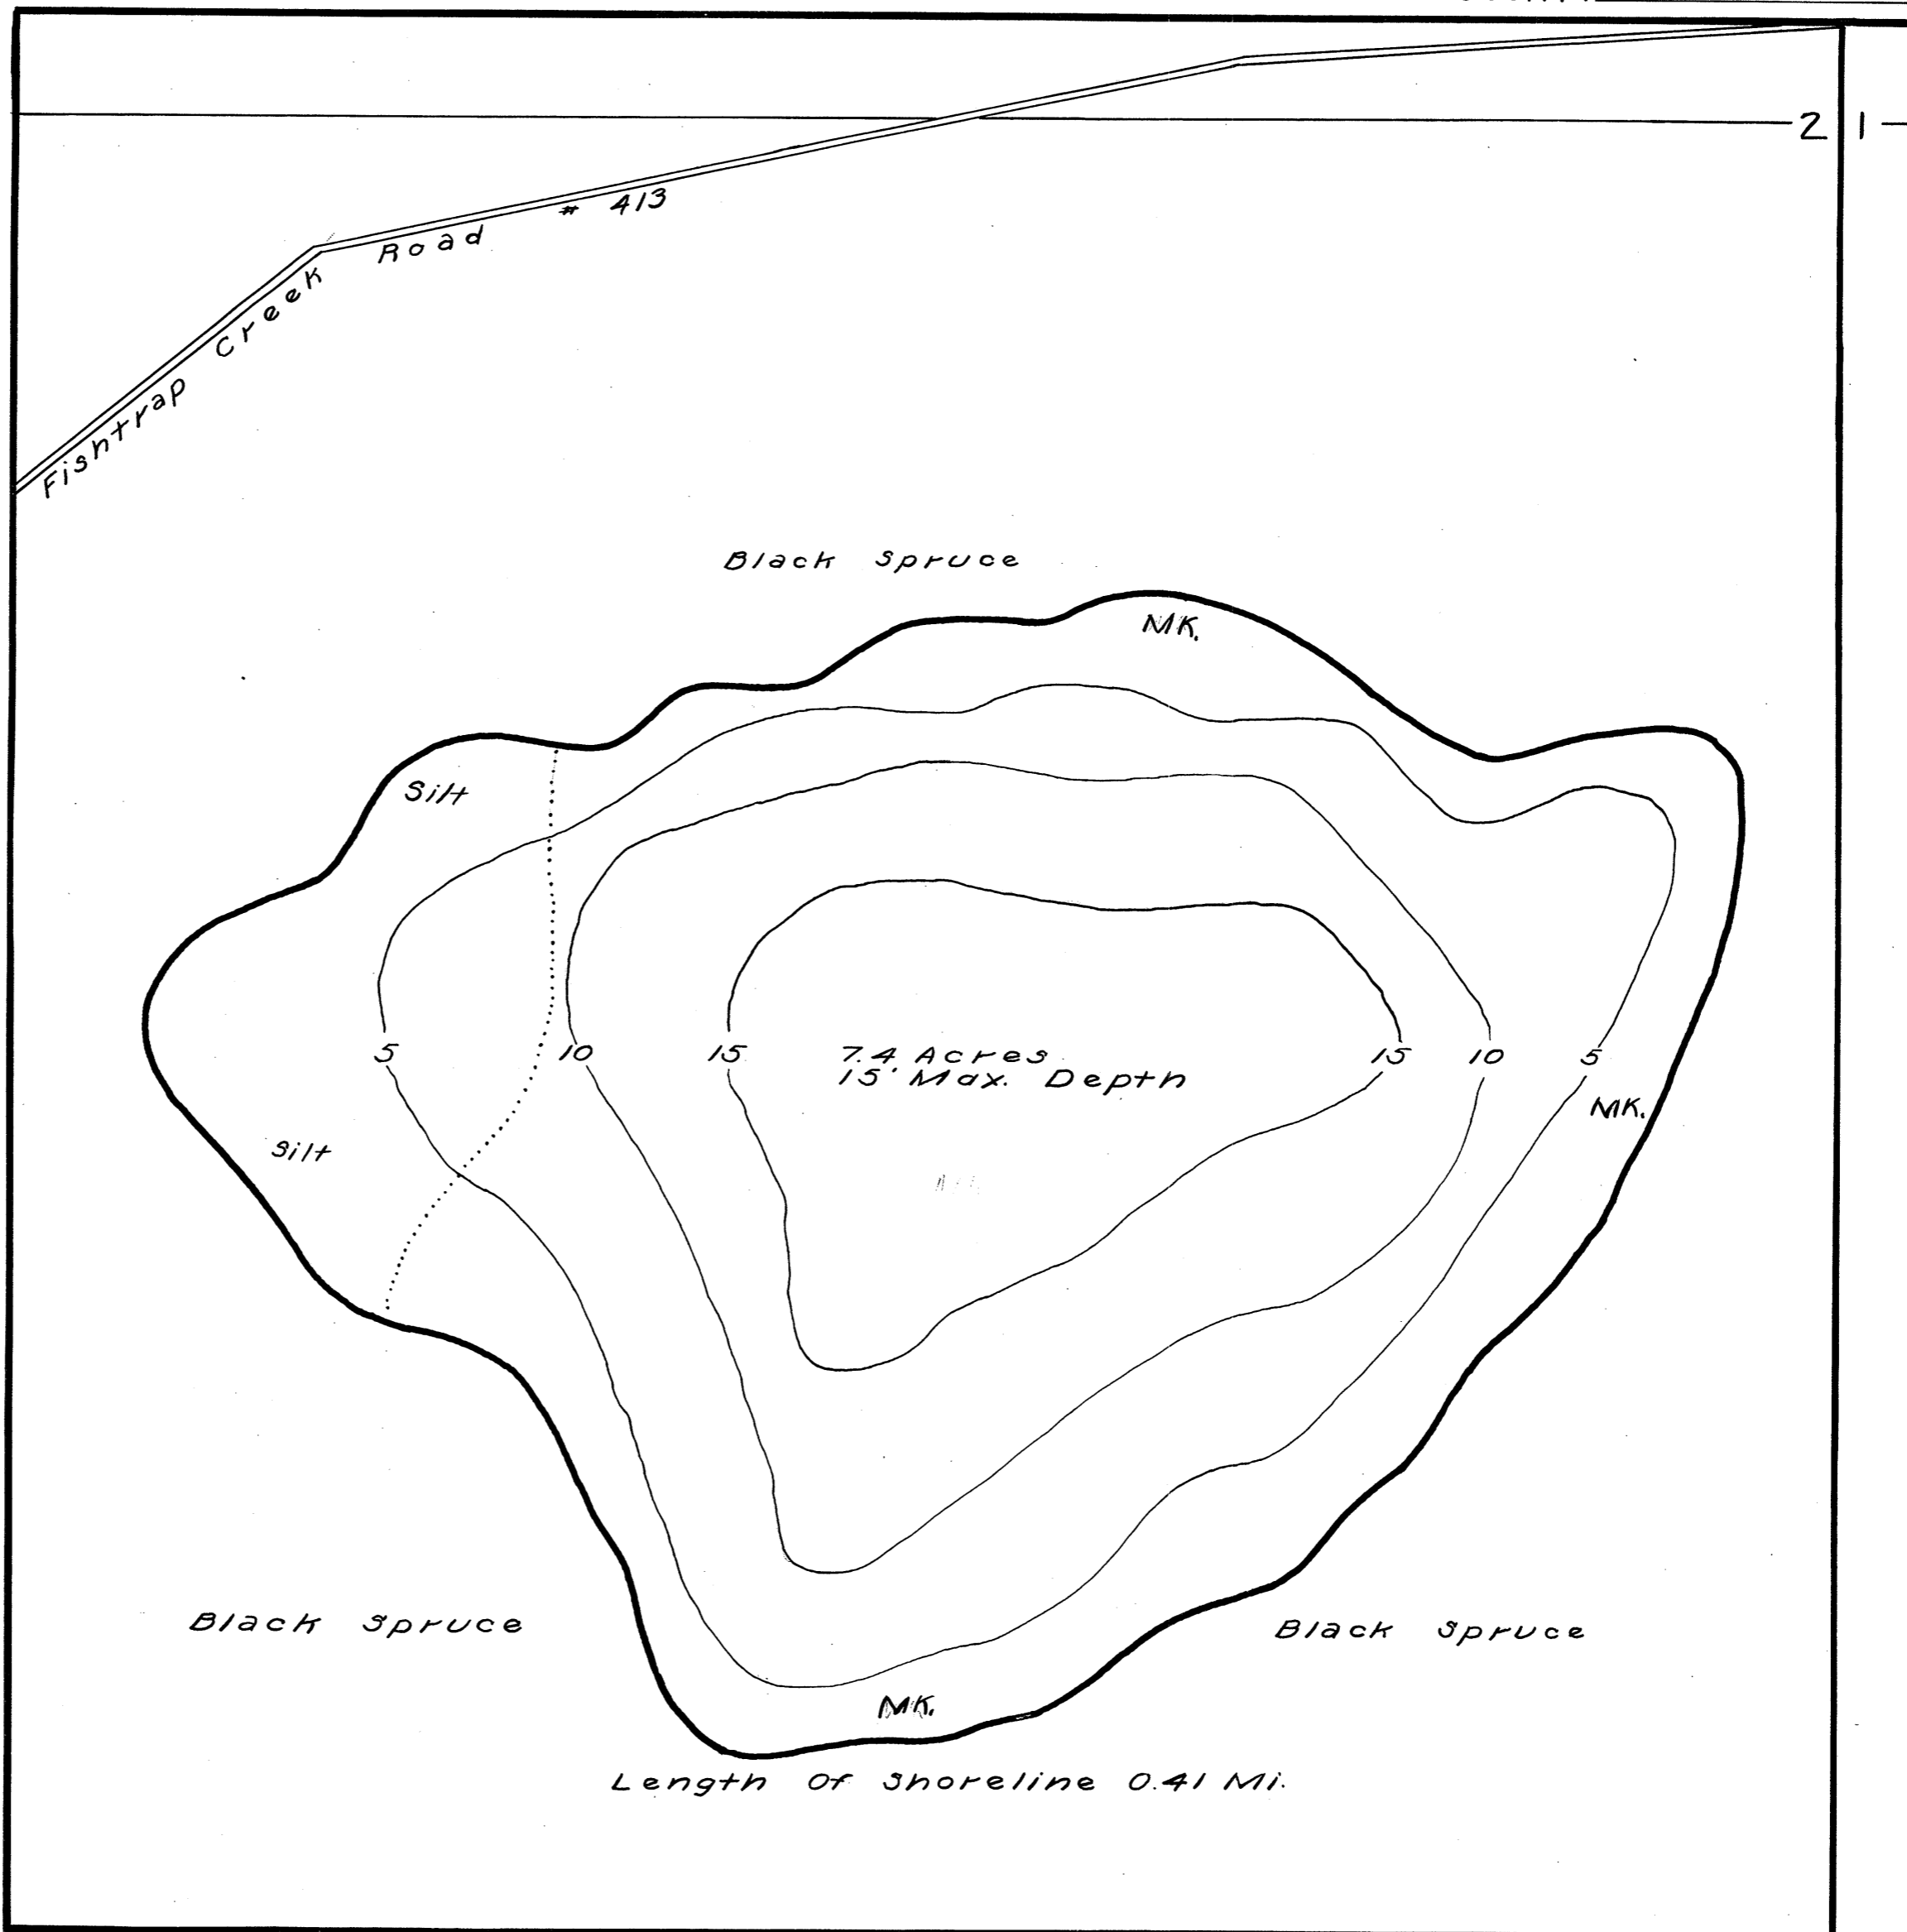 2 1
Fishtrap Creek Road # 413
Black Spruce
MK.
Silt
5 10 15 7.4 Acres 15 10 5
15' Max. Depth
MK.
Silt
Black Spruce
Black Spruce
MK.
Length Of Shoreline 0.41 Mi.